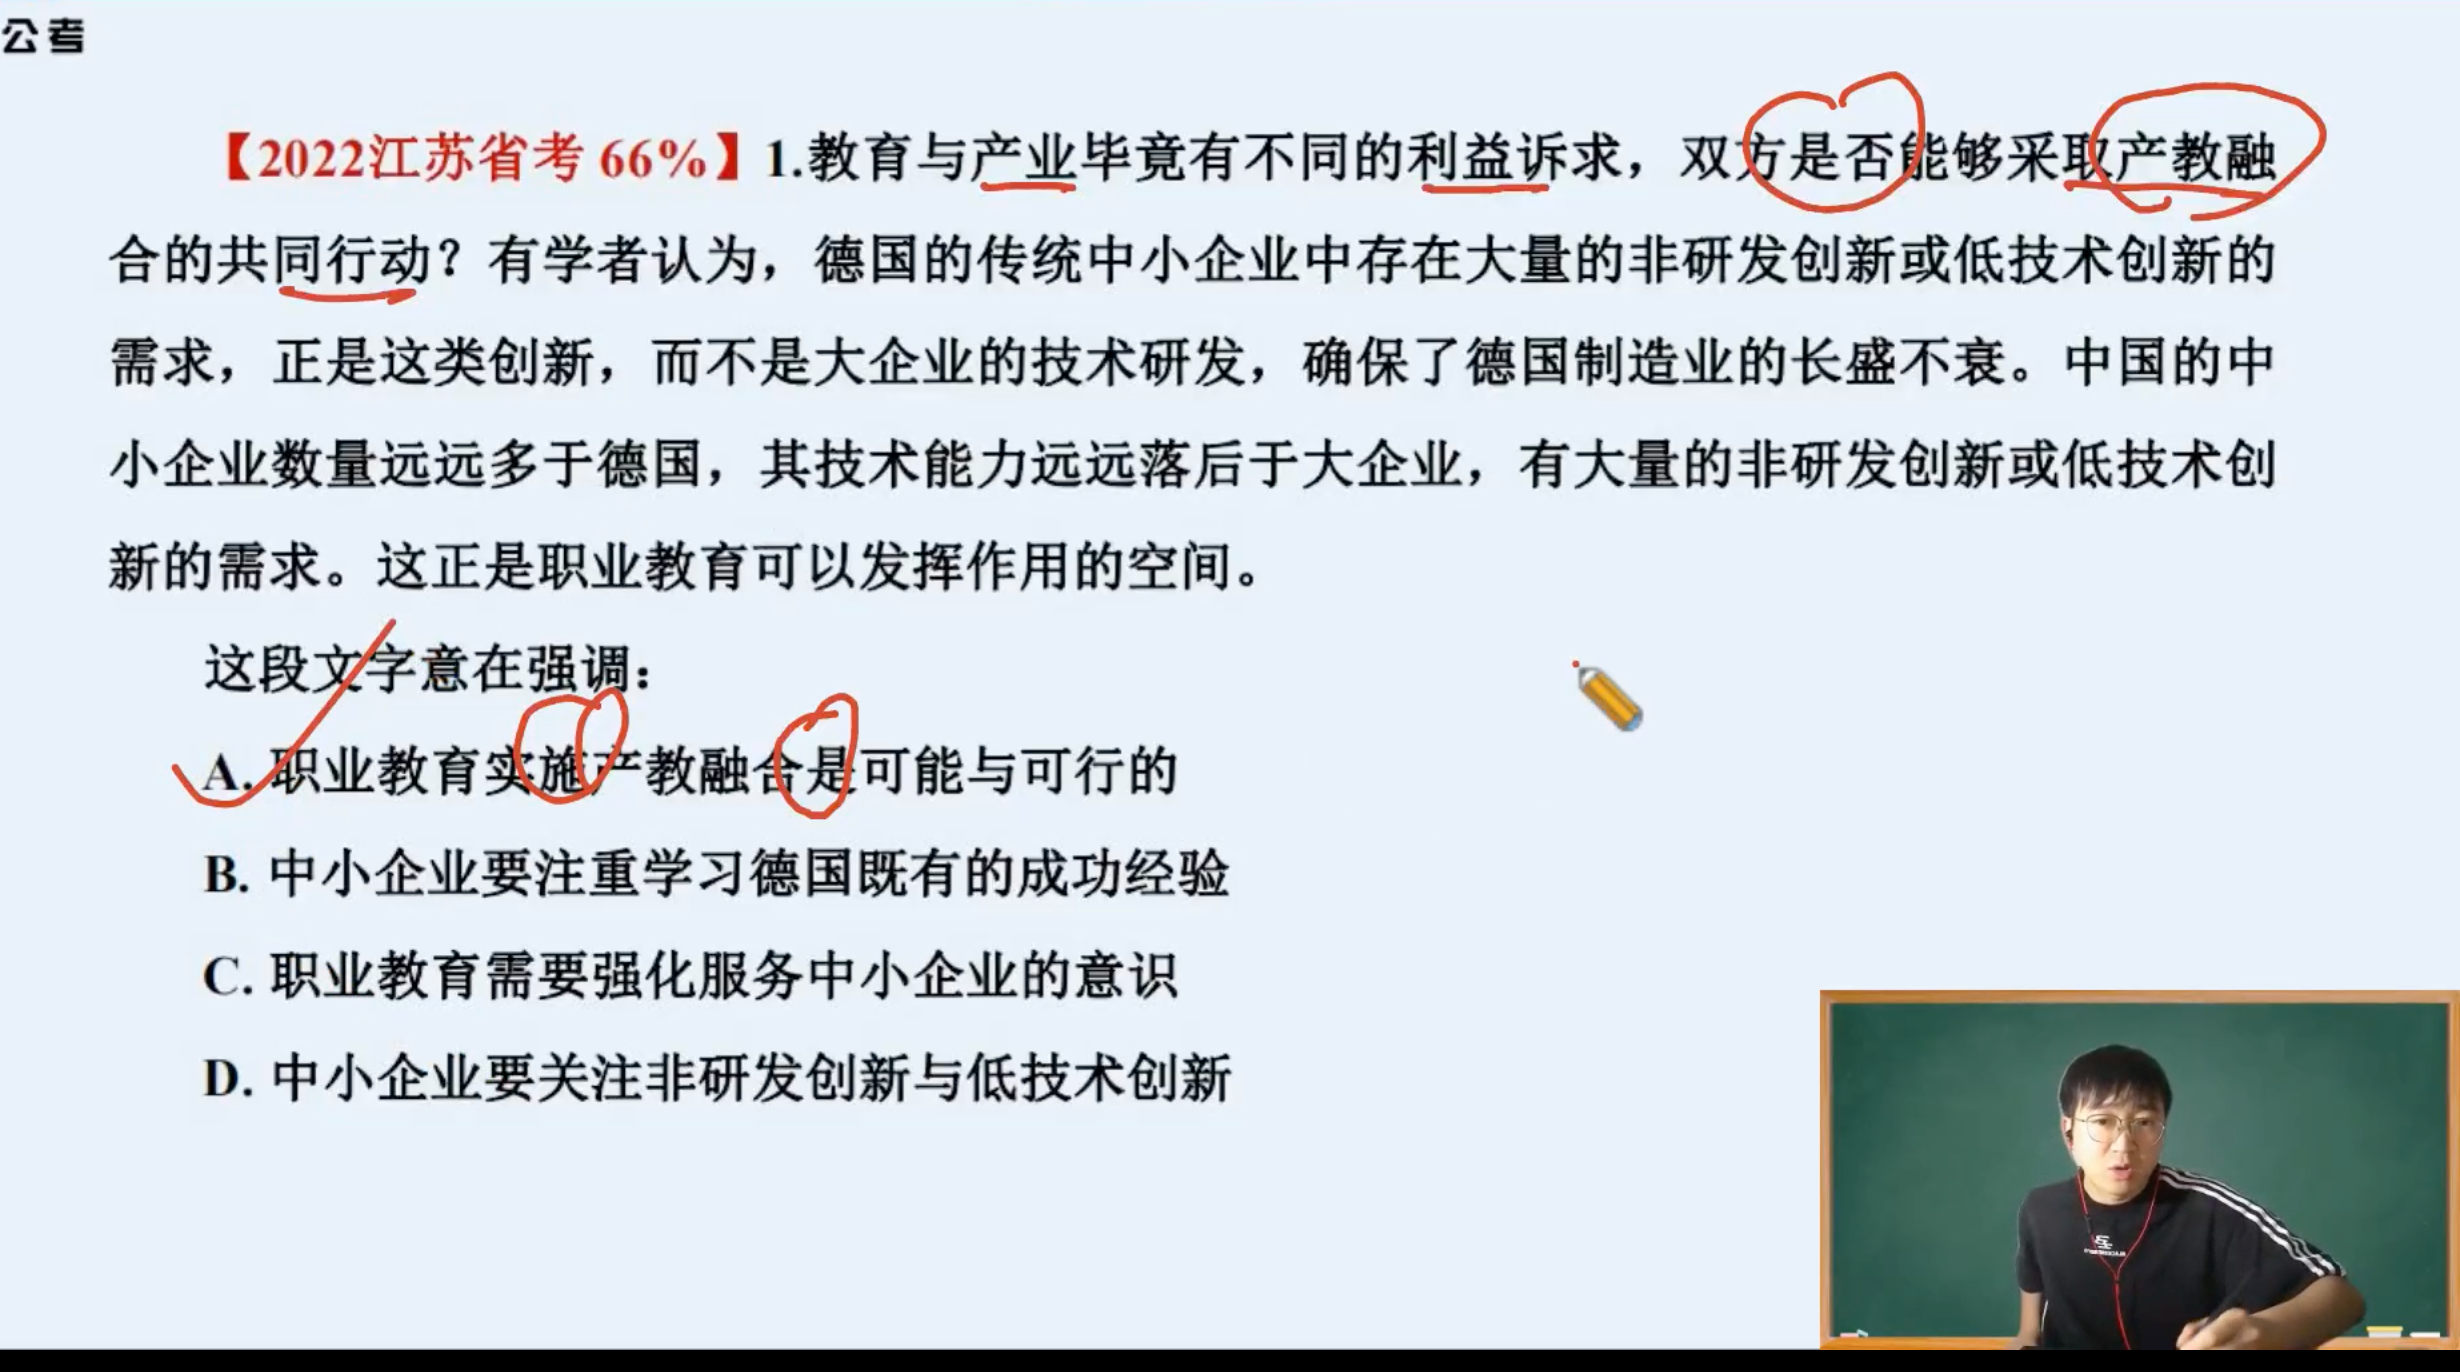 公考
【2022江苏省考 66%】1.教育与产业毕竟有不同的利益诉求，双方是否能够采取产教融
合的共同行动？有学者认为，德国的传统中小企业中存在大量的非研发创新或低技术创新的
需求，正是这类创新，而不是大企业的技术研发，确保了德国制造业的长盛不衰。中国的中
小企业数量远远多于德国，其技术能力远远落后于大企业，有大量的非研发创新或低技术创
新的需求。这正是职业教育可以发挥作用的空间。
这段文字意在强调：
A. 职业教育实施产教融合是可能与可行的
B. 中小企业要注重学习德国既有的成功经验
C. 职业教育需要强化服务中小企业的意识
D. 中小企业要关注非研发创新与低技术创新